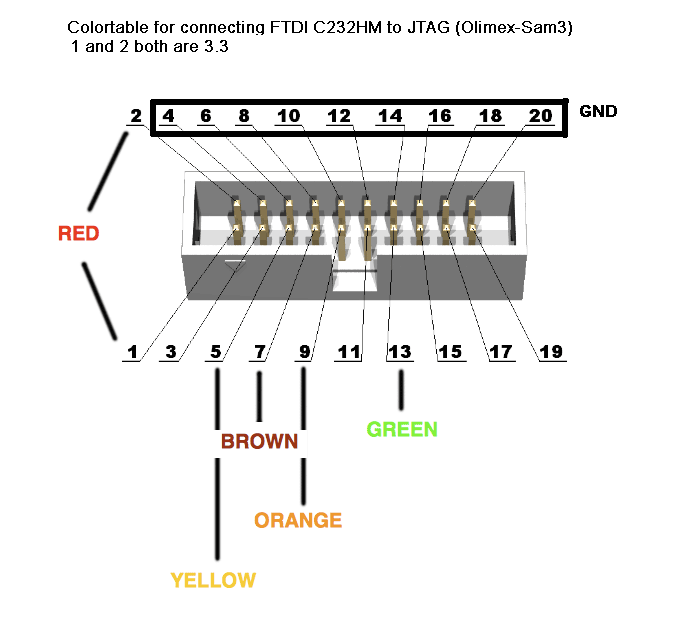 Colortable for connecting FTDI C232HM to JTAG (Olimex-Sam3)
1 and 2 both are 3.3
2 4 6 8 10 12 14 16 18 20 GND
RED
1 3 5 7 9 11 13 15 17 19
GREEN
BROWN
ORANGE
YELLOW